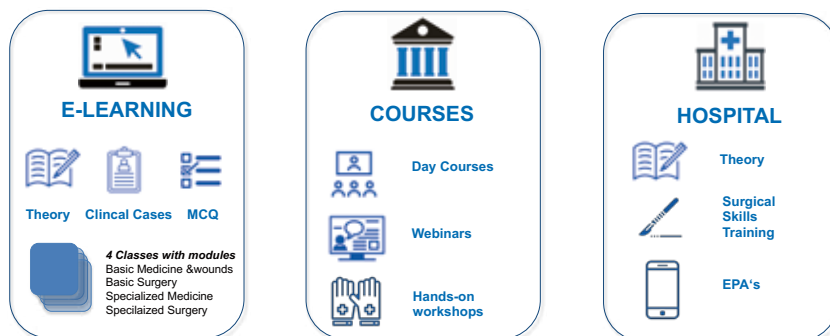 E-LEARNING
Theory
Clincal Cases
MCQ
4 Classes with modules
Basic Medicine &wounds
Basic Surgery
Specialized Medicine
Specilaized Surgery
COURSES
Day Courses
Webinars
Hands-on
workshops
HOSPITAL
Theory
Surgical
Skills
Training
EPA‘s